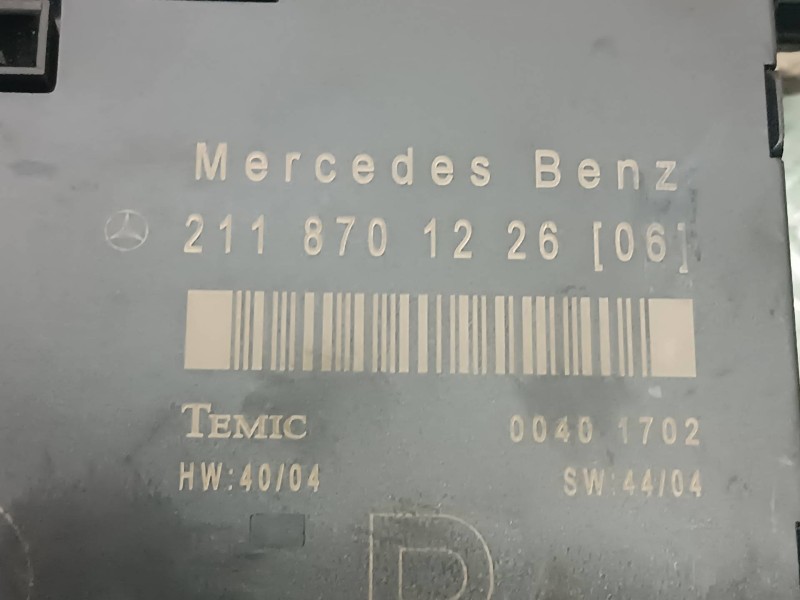 Mercedes Benz
211 870 12 26 [06]
TEMIC 0040 1702
HW:40/04 SW:44/04